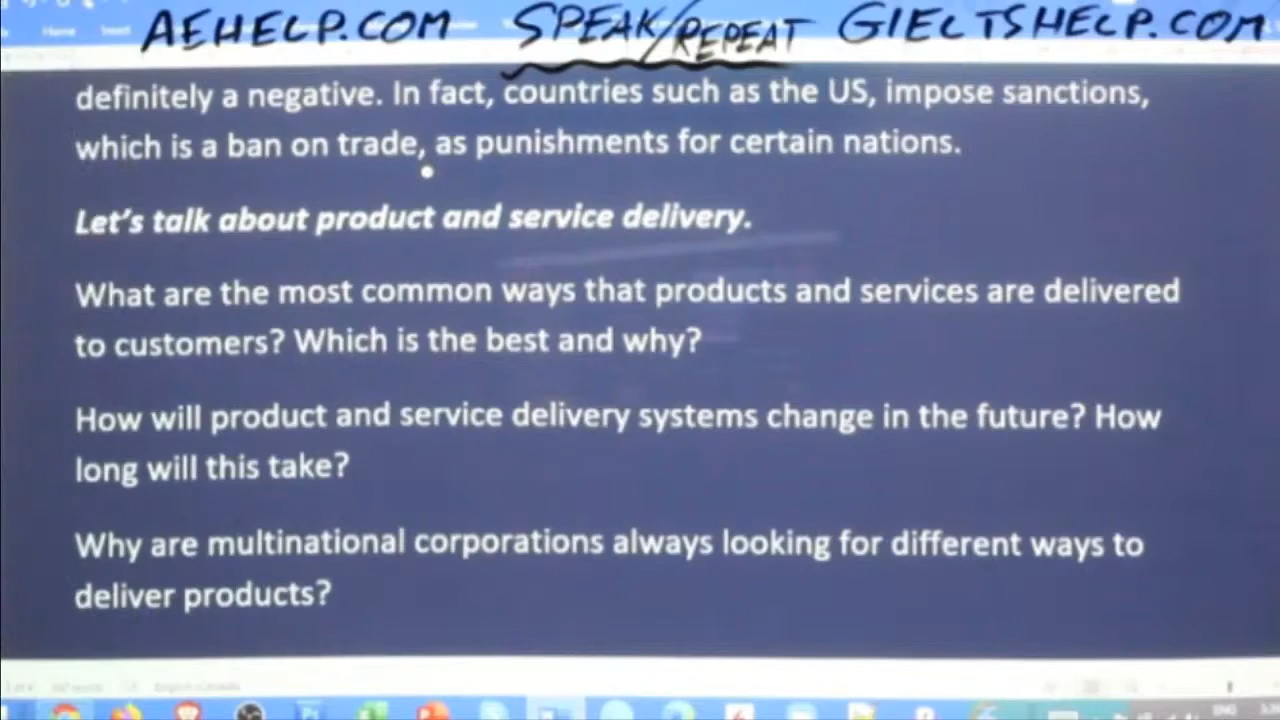 AEHELP.COM SPEAK/REPEAT GIELTSHELP.COM
Home Insert
definitely a negative. In fact, countries such as the US, impose sanctions,
which is a ban on trade, as punishments for certain nations.
Let's talk about product and service delivery.
What are the most common ways that products and services are delivered
to customers? Which is the best and why?
How will product and service delivery systems change in the future? How
long will this take?
Why are multinational corporations always looking for different ways to
deliver products?
ENG